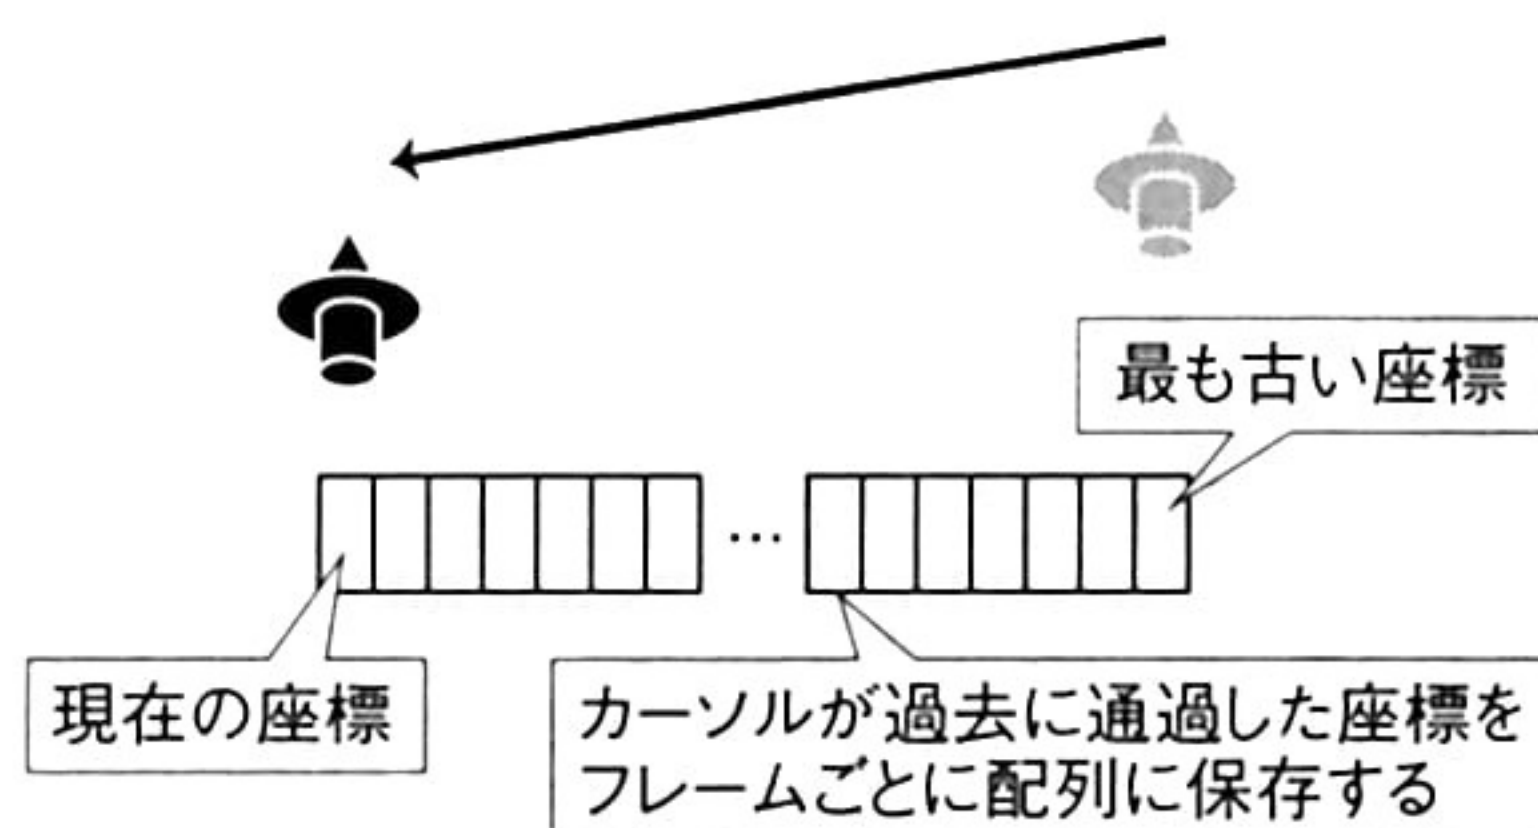 最も古い座標
…
現在の座標
カーソルが過去に通過した座標を
フレームごとに配列に保存する